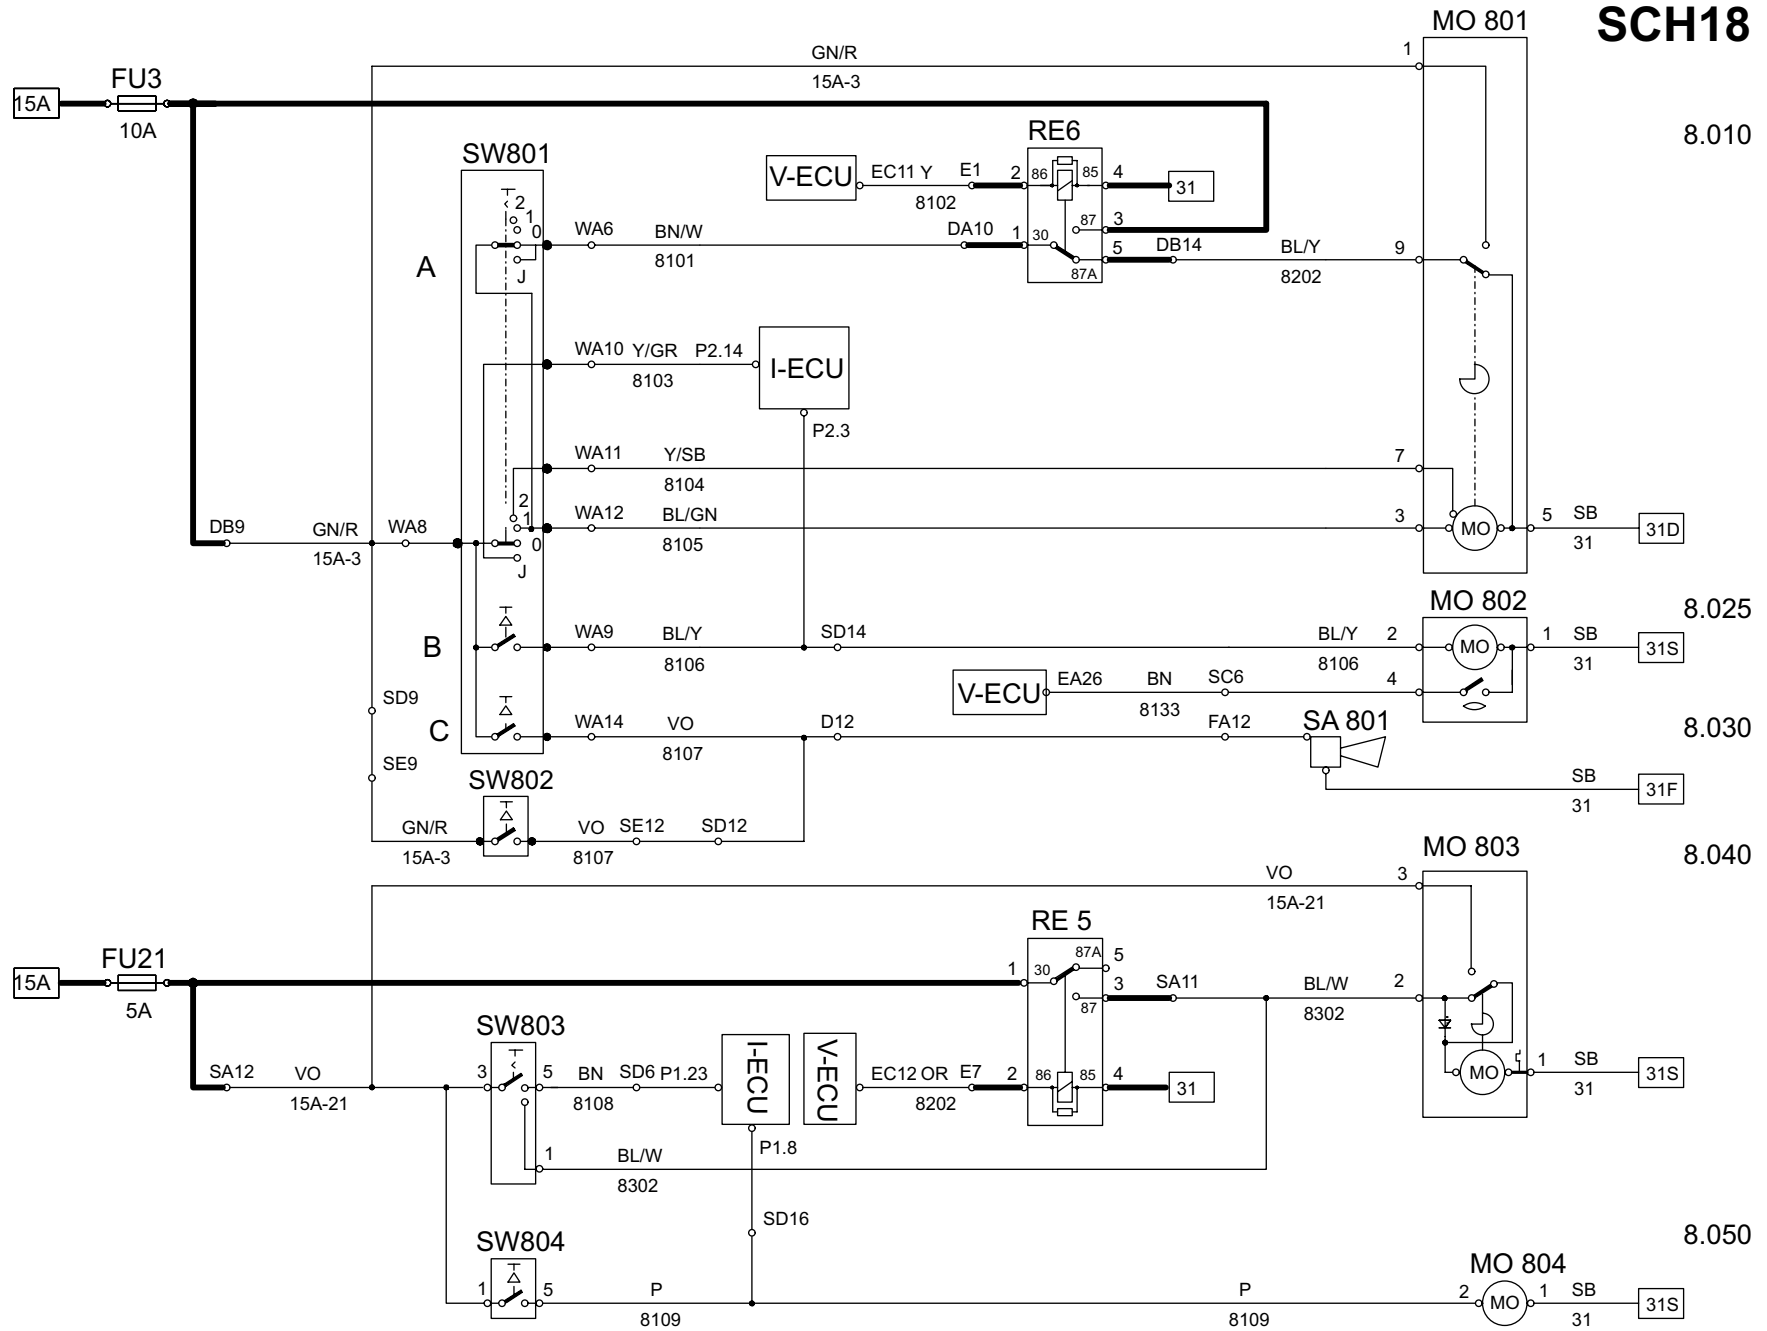 SCH18
MO 801
GN/R
1
15A-3
FU3
15A
10A
8.010
RE6
SW801
V-ECU
EC11 Y
E1
2
86
85
4
31
8102
2
1
0
J
WA6
BN/W
8101
DA10
1
30
87
3
87A
5
DB14
BL/Y
8202
9
A
WA10
Y/GR
P2.14
I-ECU
8103
P2.3
WA11
Y/SB
8104
7
2
1
0
J
WA12
BL/GN
8105
3
MO
5
SB
31
31D
DB9
GN/R
15A-3
WA8
MO 802
8.025
B
WA9
BL/Y
8106
SD14
BL/Y
8106
2
MO
1
SB
31
31S
V-ECU
EA26
BN
8133
SC6
4
SD9
C
WA14
VO
8107
D12
FA12
SA 801
8.030
SE9
SW802
SB
31
31F
GN/R
15A-3
VO
8107
SE12
SD12
MO 803
8.040
VO
15A-21
3
RE 5
FU21
15A
5A
1
30
87A
5
3
87
SA11
BL/W
8302
2
SW803
SA12
VO
15A-21
3
5
BN
8108
SD6
P1.23
I-ECU
V-ECU
EC12 OR
8202
E7
2
86
85
4
31
MO
1
SB
31
31S
P1.8
1
BL/W
8302
SD16
SW804
8.050
MO 804
1
5
P
8109
P
8109
2
MO
1
SB
31
31S